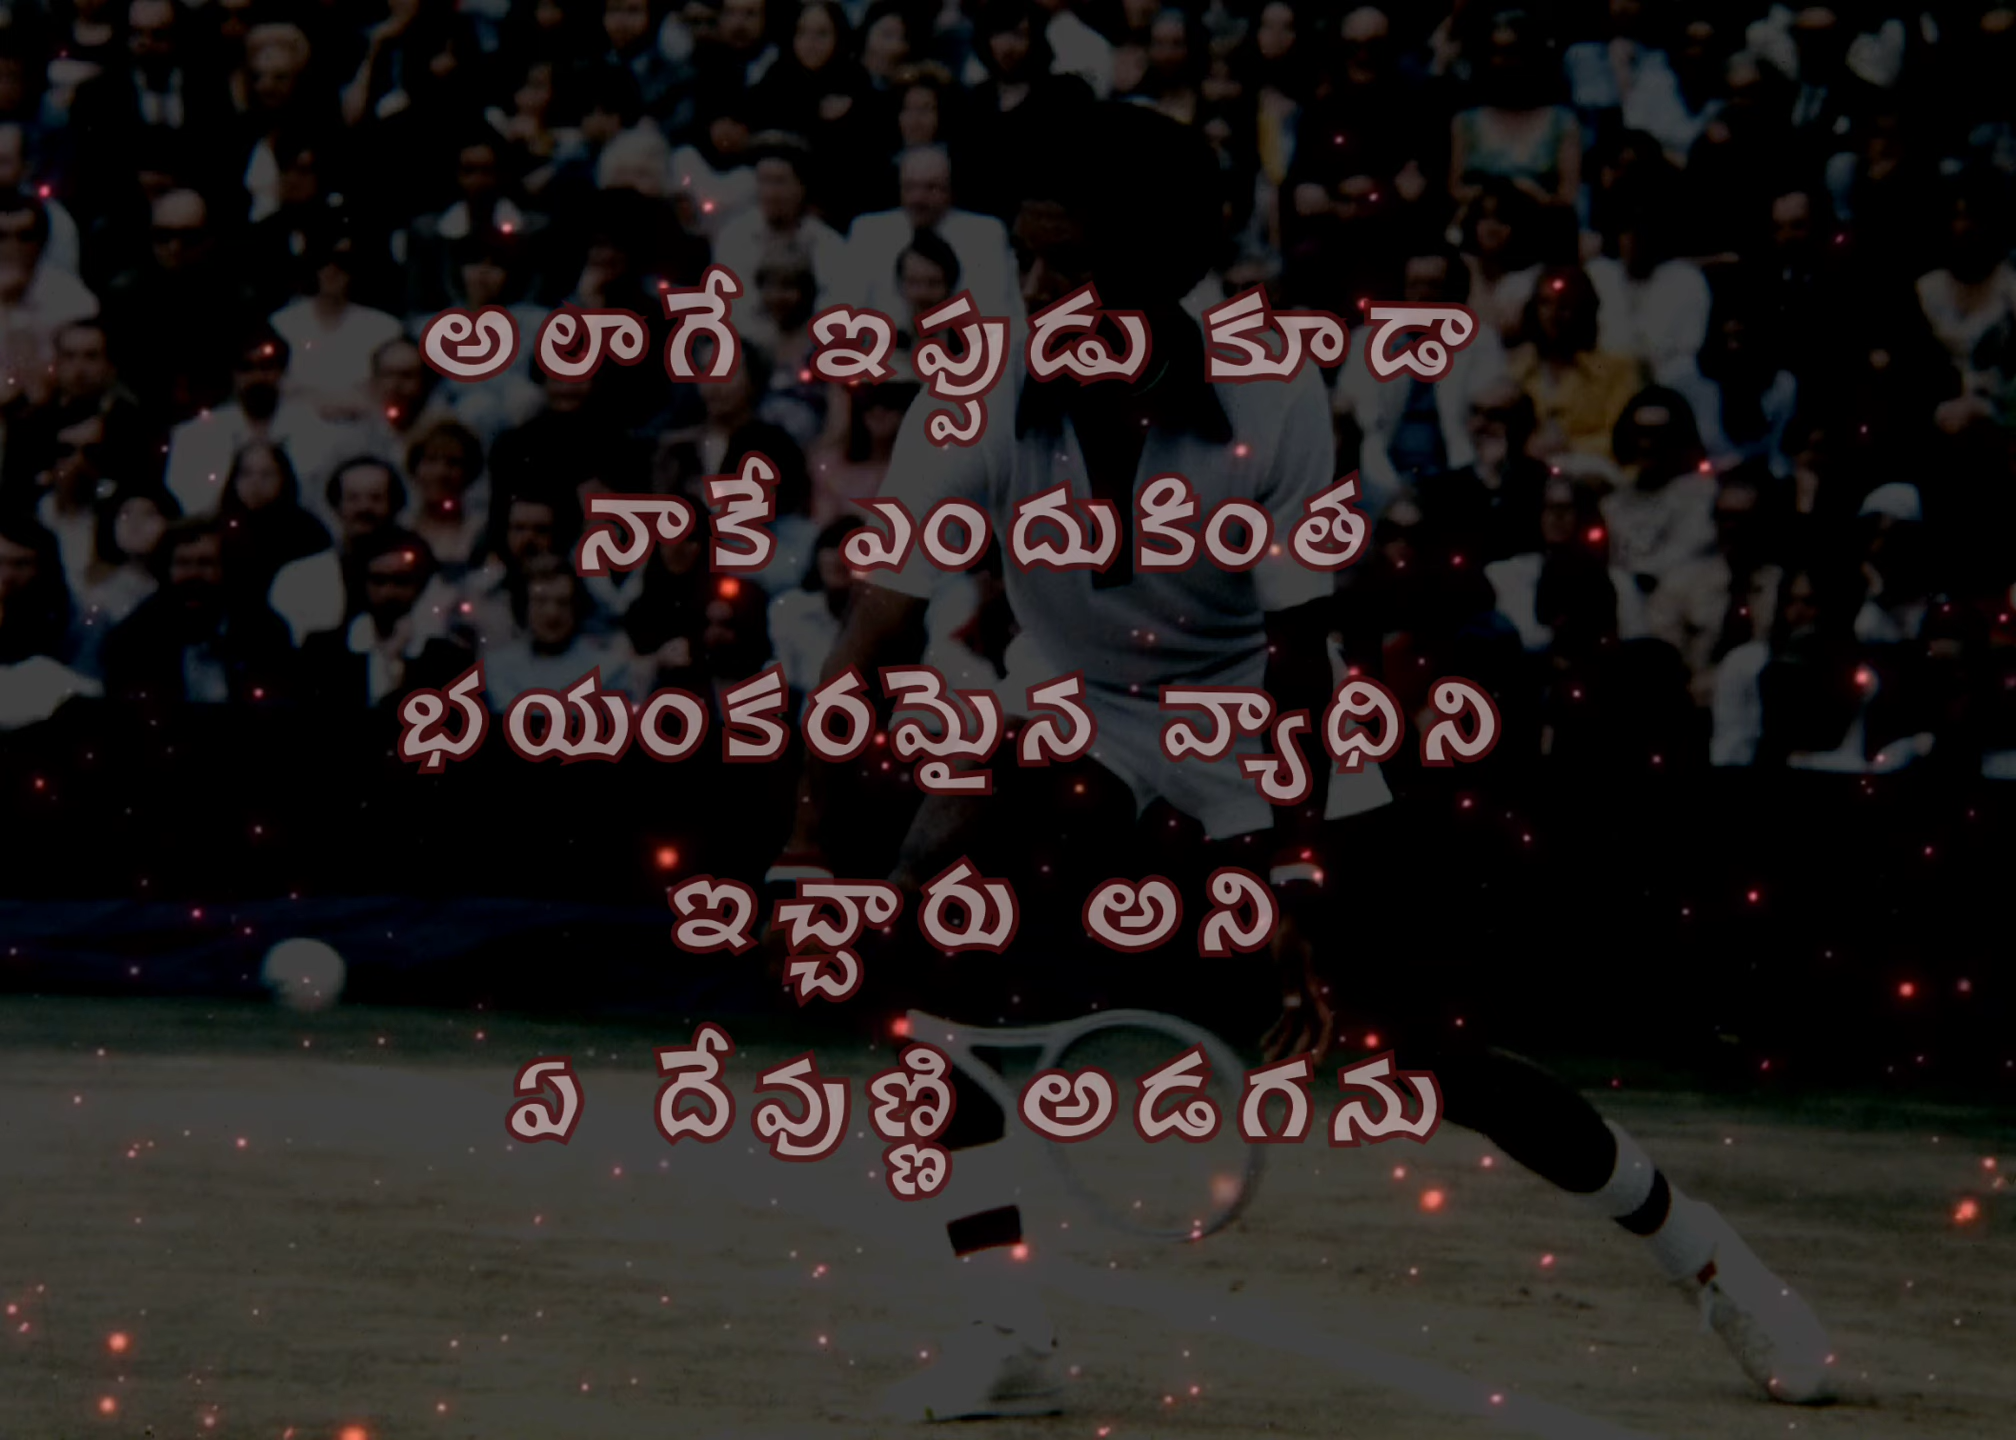 అలాగే ఇప్పుడు కూడా
నాకే ఎందుకింత
భయంకరమైన వ్యాధిని
ఇచ్చారు అని
ఏ దేవుణ్ణి అడగను